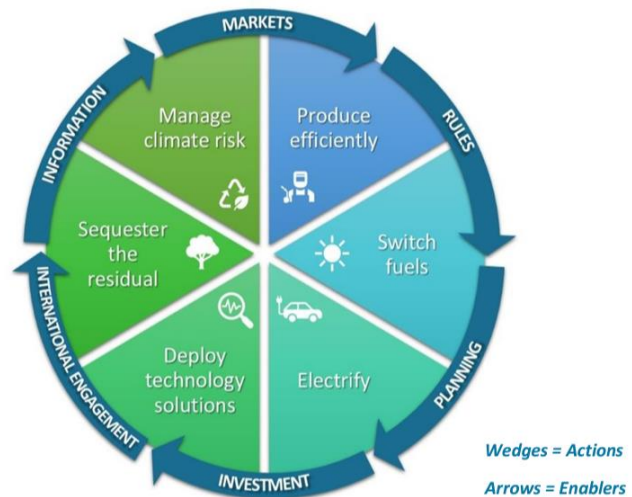 MARKETS
RULES
PLANNING
INVESTMENT
INTERNATIONAL ENGAGEMENT
INFORMATION
Manage
climate risk
Produce
efficiently
Switch
fuels
Electrify
Deploy
technology
solutions
Sequester
the
residual
Wedges = Actions
Arrows = Enablers